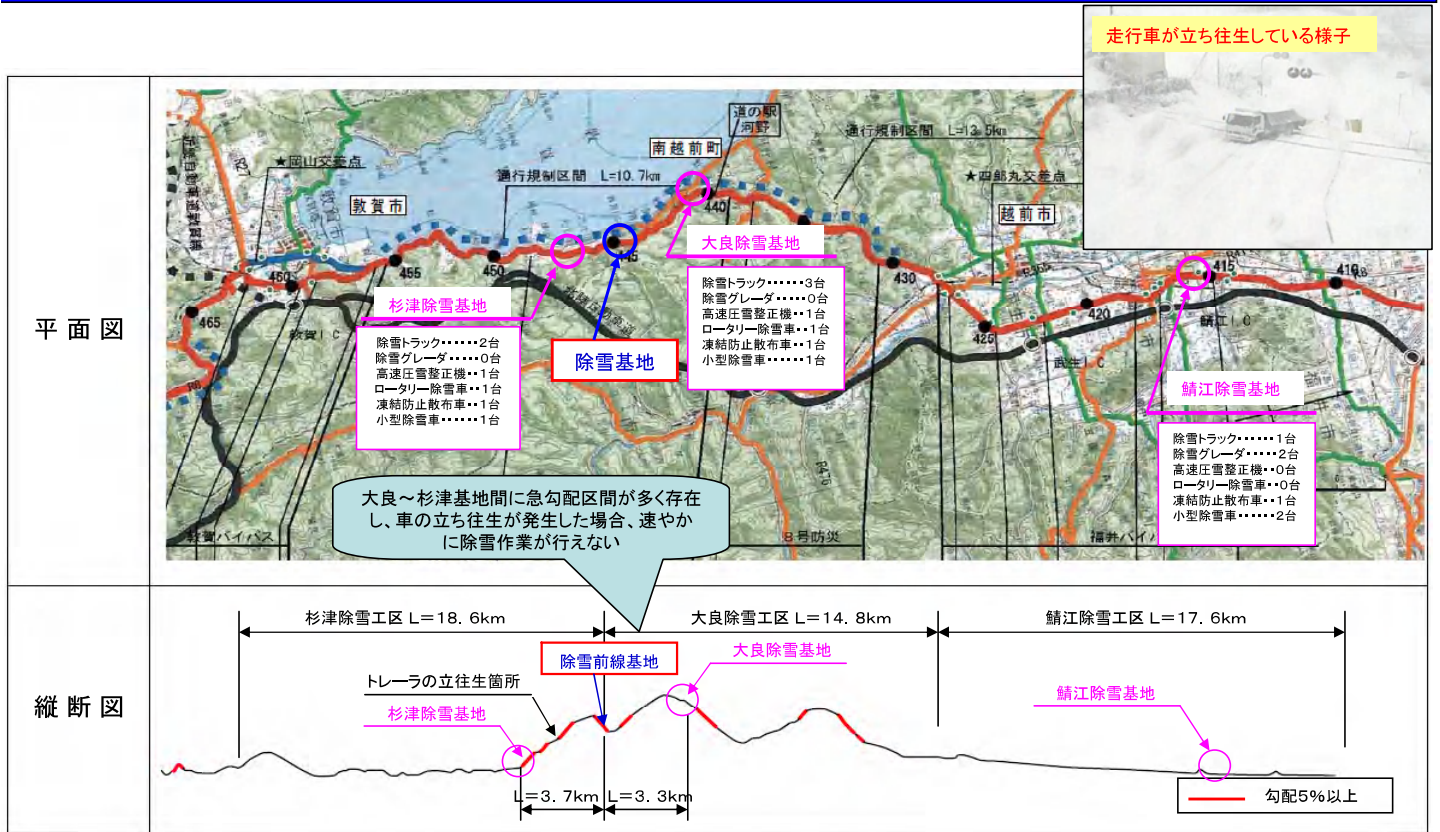 走行車が立ち往生している様子
平面図
★岡山交差点
敦賀市
通行規制区間 L=10.7km
南越前町
道の駅
河野
通行規制区間 L=13.5km
★四郎丸交差点
越前市
465
460
455
450
445
440
430
425
420
415
410
R27
R8
R476
R365
敦賀IC
武生IC
鯖江IC
杉津除雪基地
除雪トラック・・・・・・2台
除雪グレーダ・・・・・0台
高速圧雪整正機・・1台
ロータリー除雪車・・1台
凍結防止散布車・・1台
小型除雪車・・・・・・1台
除雪基地
大良除雪基地
除雪トラック・・・・・・3台
除雪グレーダ・・・・・0台
高速圧雪整正機・・1台
ロータリー除雪車・・1台
凍結防止散布車・・1台
小型除雪車・・・・・・1台
鯖江除雪基地
除雪トラック・・・・・・1台
除雪グレーダ・・・・・2台
高速圧雪整正機・・0台
ロータリー除雪車・・0台
凍結防止散布車・・1台
小型除雪車・・・・・・2台
大良～杉津基地間に急勾配区間が多く存在
し、車の立ち往生が発生した場合、速やか
に除雪作業が行えない
敦賀バイパス
8号防災
福井バイパ
縦断図
杉津除雪工区 L＝18．6km
大良除雪工区 L＝14．8km
鯖江除雪工区 L＝17．6km
除雪前線基地
大良除雪基地
トレーラの立往生箇所
杉津除雪基地
鯖江除雪基地
L＝3．7km
L＝3．3km
勾配5％以上